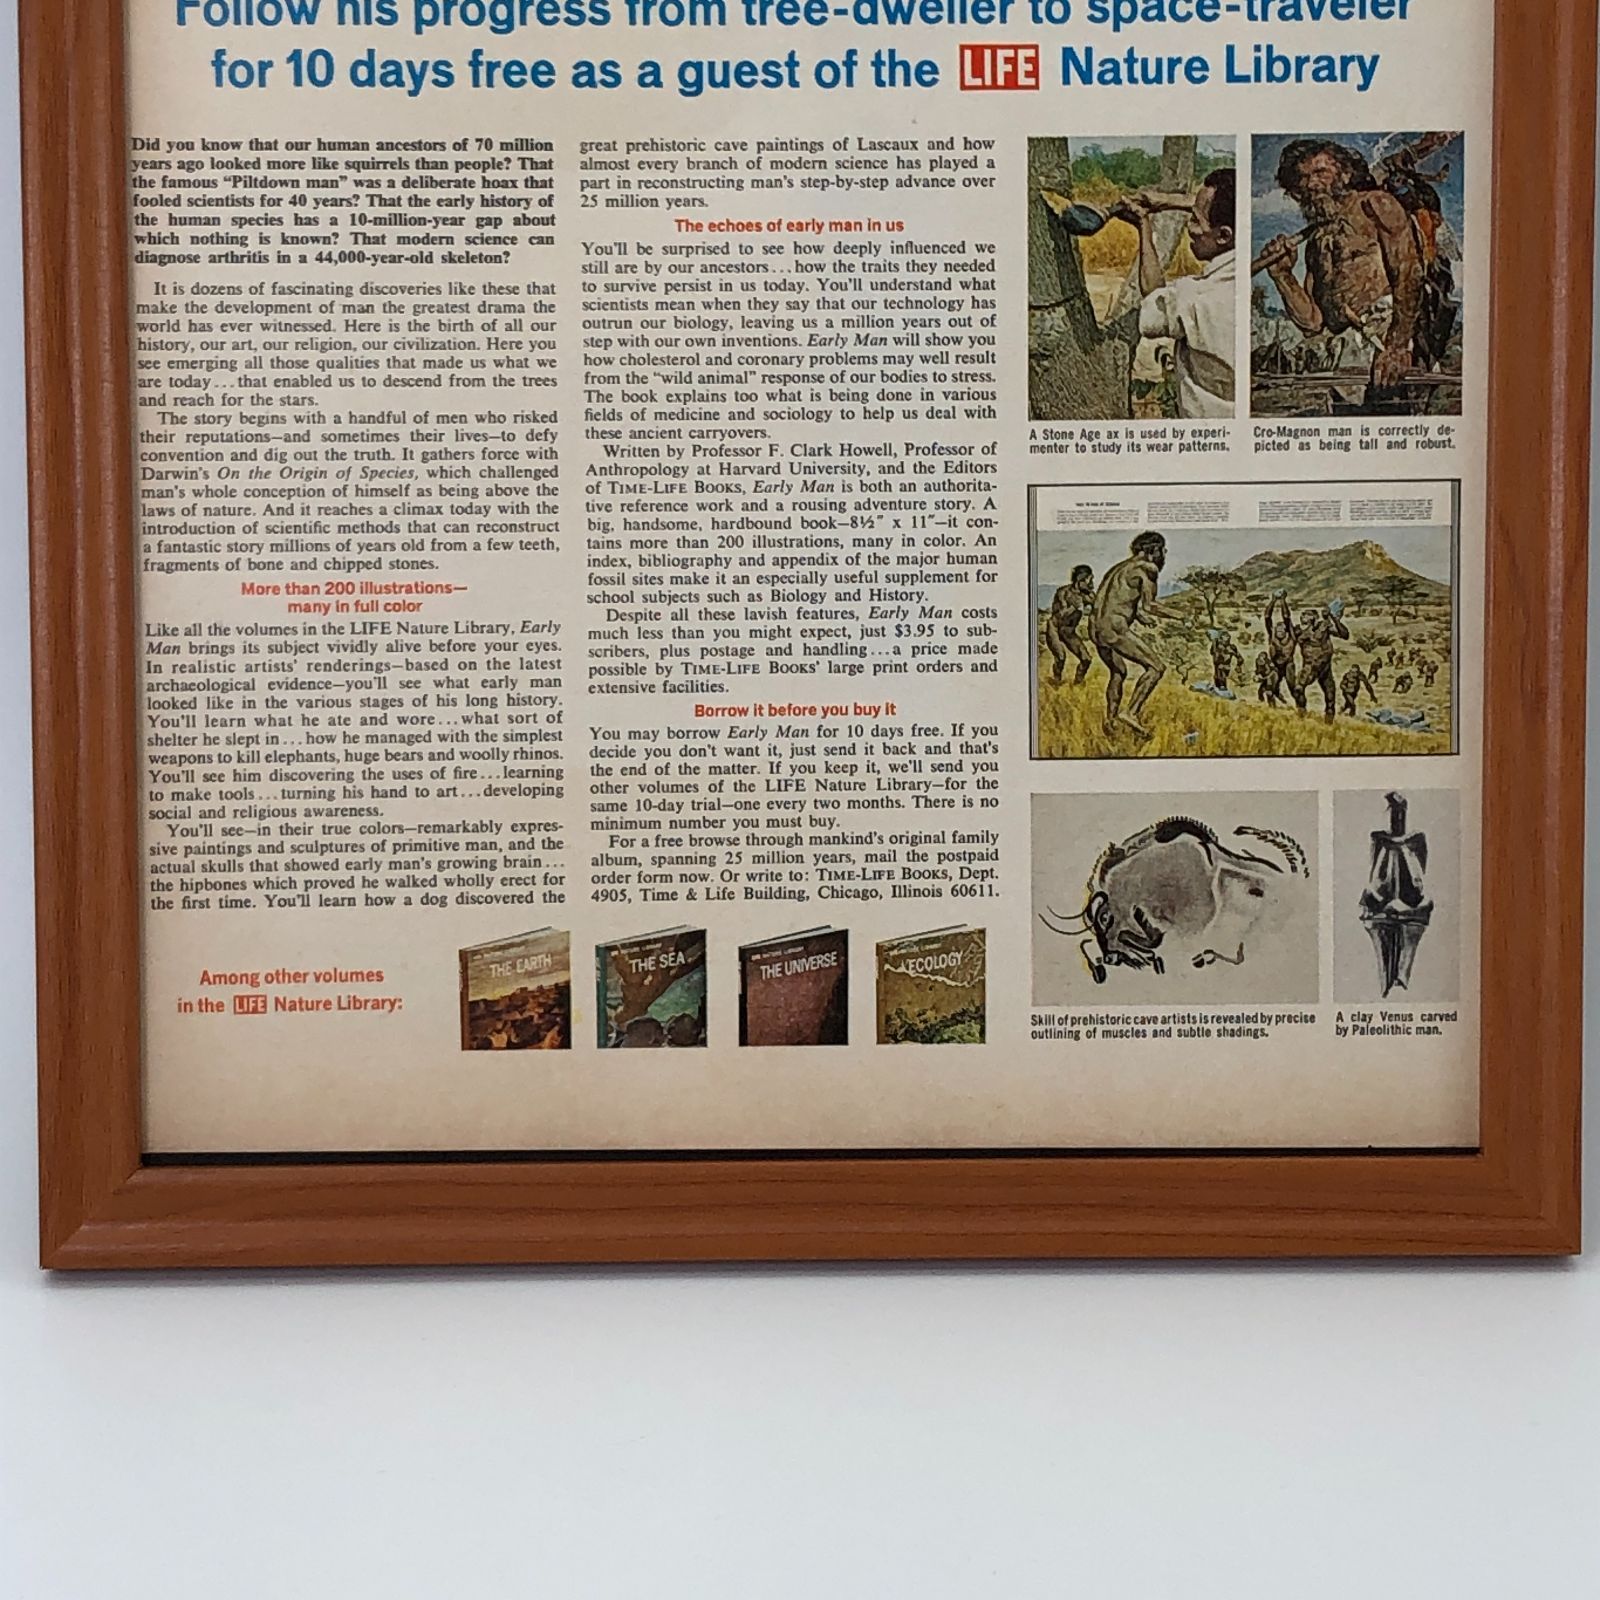 Follow his progress from tree-dweller to space-traveler
for 10 days free as a guest of the LIFE Nature Library
Did you know that our human ancestors of 70 million
years ago looked more like squirrels than people? That
the famous “Piltdown man” was a deliberate hoax that
fooled scientists for 40 years? That the early history of
the human species has a 10-million-year gap about
which nothing is known? That modern science can
diagnose arthritis in a 44,000-year-old skeleton?
It is dozens of fascinating discoveries like these that
make the development of man the greatest drama the
world has ever witnessed. Here is the birth of all our
history, our art, our religion, our civilization. Here you
see emerging all those qualities that made us what we
are today...that enabled us to descend from the trees
and reach for the stars.
The story begins with a handful of men who risked
their reputations—and sometimes their lives—to defy
convention and dig out the truth. It gathers force with
Darwin's On the Origin of Species, which challenged
man's whole conception of himself as being above the
laws of nature. And it reaches a climax today with the
introduction of scientific methods that can reconstruct
a fantastic story millions of years old from a few teeth,
fragments of bone and chipped stones.
More than 200 illustrations—
many in full color
Like all the volumes in the LIFE Nature Library, Early
Man brings its subject vividly alive before your eyes.
In realistic artists' renderings—based on the latest
archaeological evidence—you'll see what early man
looked like in the various stages of his long history.
You'll learn what he ate and wore...what sort of
shelter he slept in...how he managed with the simplest
weapons to kill elephants, huge bears and woolly rhinos.
You'll see him discovering the uses of fire...learning
to make tools...turning his hand to art...developing
social and religious awareness.
You'll see—in their true colors—remarkably expres-
sive paintings and sculptures of primitive man, and the
actual skulls that showed early man's growing brain...
the hipbones which proved he walked wholly erect for
the first time. You'll learn how a dog discovered the
great prehistoric cave paintings of Lascaux and how
almost every branch of modern science has played a
part in reconstructing man's step-by-step advance over
25 million years.
The echoes of early man in us
You'll be surprised to see how deeply influenced we
still are by our ancestors...how the traits they needed
to survive persist in us today. You'll understand what
scientists mean when they say that our technology has
outrun our biology, leaving us a million years out of
step with our own inventions. Early Man will show you
how cholesterol and coronary problems may well result
from the “wild animal” response of our bodies to stress.
The book explains too what is being done in various
fields of medicine and sociology to help us deal with
these ancient carryovers.
Written by Professor F. Clark Howell, Professor of
Anthropology at Harvard University, and the Editors
of TIME-LIFE BOOKS, Early Man is both an authorita-
tive reference work and a rousing adventure story. A
big, handsome, hardbound book—8½″ x 11″—it con-
tains more than 200 illustrations, many in color. An
index, bibliography and appendix of the major human
fossil sites make it an especially useful supplement for
school subjects such as Biology and History.
Despite all these lavish features, Early Man costs
much less than you might expect, just $3.95 to sub-
scribers, plus postage and handling...a price made
possible by TIME-LIFE BOOKS' large print orders and
extensive facilities.
Borrow it before you buy it
You may borrow Early Man for 10 days free. If you
decide you don't want it, just send it back and that's
the end of the matter. If you keep it, we'll send you
other volumes of the LIFE Nature Library—for the
same 10-day trial—one every two months. There is no
minimum number you must buy.
For a free browse through mankind's original family
album, spanning 25 million years, mail the postpaid
order form now. Or write to: TIME-LIFE BOOKS, Dept.
4905, Time & Life Building, Chicago, Illinois 60611.
A Stone Age ax is used by experi-
menter to study its wear patterns.
Cro-Magnon man is correctly de-
picted as being tall and robust.
Skill of prehistoric cave artists is revealed by precise
outlining of muscles and subtle shadings.
A clay Venus carved
by Paleolithic man.
Among other volumes
in the LIFE Nature Library:
THE EARTH
THE SEA
THE UNIVERSE
ECOLOGY